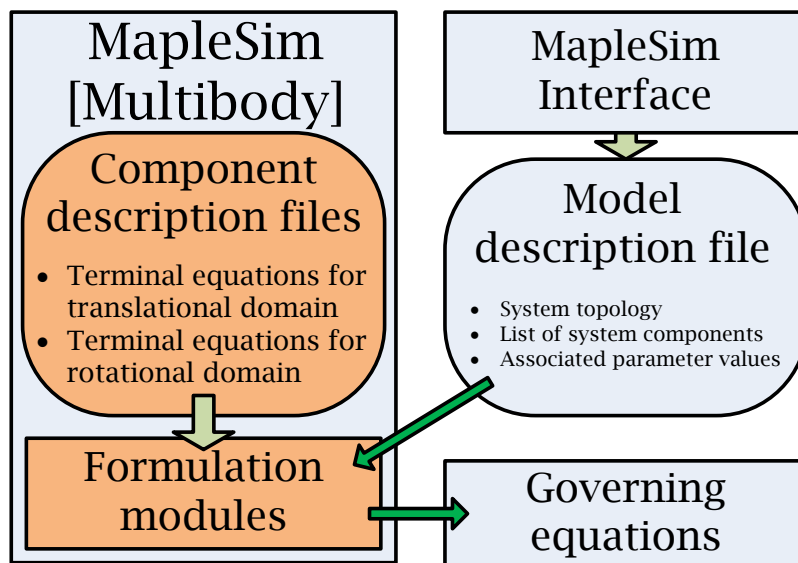 MapleSim
[Multibody]
Component
description files
• Terminal equations for
translational domain
• Terminal equations for
rotational domain
Formulation
modules
MapleSim
Interface
Model
description file
• System topology
• List of system components
• Associated parameter values
Governing
equations